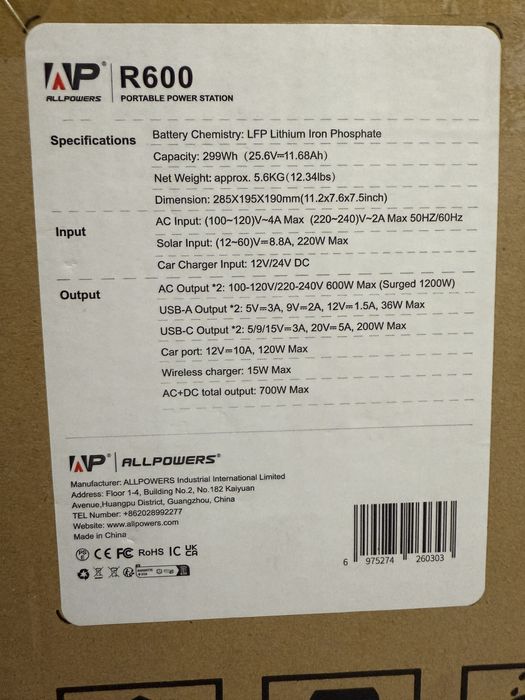 AP® R600
ALLPOWERS PORTABLE POWER STATION
Specifications
Battery Chemistry: LFP Lithium Iron Phosphate
Capacity: 299Wh (25.6V⎓11.68Ah)
Net Weight: approx. 5.6KG (12.34lbs)
Dimension: 285X195X190mm(11.2x7.6x7.5inch)
Input
AC Input: (100~120)V~4A Max (220~240)V~2A Max 50HZ/60Hz
Solar Input: (12~60)V⎓8.8A, 220W Max
Car Charger Input: 12V/24V DC
Output
AC Output *2: 100-120V/220-240V 600W Max (Surged 1200W)
USB-A Output *2: 5V⎓3A, 9V⎓2A, 12V⎓1.5A, 36W Max
USB-C Output *2: 5/9/15V⎓3A, 20V⎓5A, 200W Max
Car port: 12V⎓10A, 120W Max
Wireless charger: 15W Max
AC+DC total output: 700W Max
AP ALLPOWERS®
Manufacturer: ALLPOWERS Industrial International Limited
Address: Floor 1-4, Building No.2, No.182 Kaiyuan
Avenue,Huangpu District, Guangzhou, China
TEL Number: +862028992277
Website: www.allpowers.com
Made in China
CE FC RoHS IC UKCA
6 975274 260303